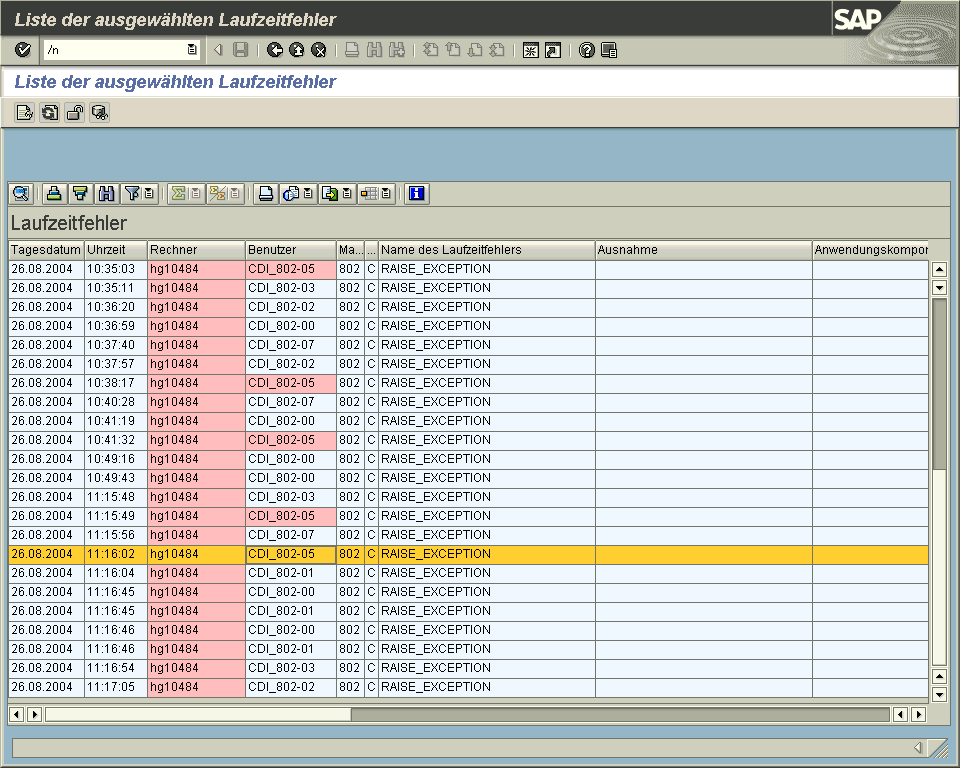 Liste der ausgewählten Laufzeitfehler
SAP
/n
Liste der ausgewählten Laufzeitfehler
Laufzeitfehler
Tagesdatum Uhrzeit Rechner Benutzer Ma... ... Name des Laufzeitfehlers Ausnahme Anwendungskompor
26.08.2004 10:35:03 hg10484 CDI_802-05 802 C RAISE_EXCEPTION
26.08.2004 10:35:11 hg10484 CDI_802-03 802 C RAISE_EXCEPTION
26.08.2004 10:36:20 hg10484 CDI_802-02 802 C RAISE_EXCEPTION
26.08.2004 10:36:59 hg10484 CDI_802-00 802 C RAISE_EXCEPTION
26.08.2004 10:37:40 hg10484 CDI_802-07 802 C RAISE_EXCEPTION
26.08.2004 10:37:57 hg10484 CDI_802-02 802 C RAISE_EXCEPTION
26.08.2004 10:38:17 hg10484 CDI_802-05 802 C RAISE_EXCEPTION
26.08.2004 10:40:28 hg10484 CDI_802-07 802 C RAISE_EXCEPTION
26.08.2004 10:41:19 hg10484 CDI_802-00 802 C RAISE_EXCEPTION
26.08.2004 10:41:32 hg10484 CDI_802-05 802 C RAISE_EXCEPTION
26.08.2004 10:49:16 hg10484 CDI_802-00 802 C RAISE_EXCEPTION
26.08.2004 10:49:43 hg10484 CDI_802-00 802 C RAISE_EXCEPTION
26.08.2004 11:15:48 hg10484 CDI_802-03 802 C RAISE_EXCEPTION
26.08.2004 11:15:49 hg10484 CDI_802-05 802 C RAISE_EXCEPTION
26.08.2004 11:15:56 hg10484 CDI_802-07 802 C RAISE_EXCEPTION
26.08.2004 11:16:02 hg10484 CDI_802-05 802 C RAISE_EXCEPTION
26.08.2004 11:16:04 hg10484 CDI_802-01 802 C RAISE_EXCEPTION
26.08.2004 11:16:45 hg10484 CDI_802-00 802 C RAISE_EXCEPTION
26.08.2004 11:16:45 hg10484 CDI_802-01 802 C RAISE_EXCEPTION
26.08.2004 11:16:46 hg10484 CDI_802-00 802 C RAISE_EXCEPTION
26.08.2004 11:16:46 hg10484 CDI_802-01 802 C RAISE_EXCEPTION
26.08.2004 11:16:54 hg10484 CDI_802-03 802 C RAISE_EXCEPTION
26.08.2004 11:17:05 hg10484 CDI_802-02 802 C RAISE_EXCEPTION